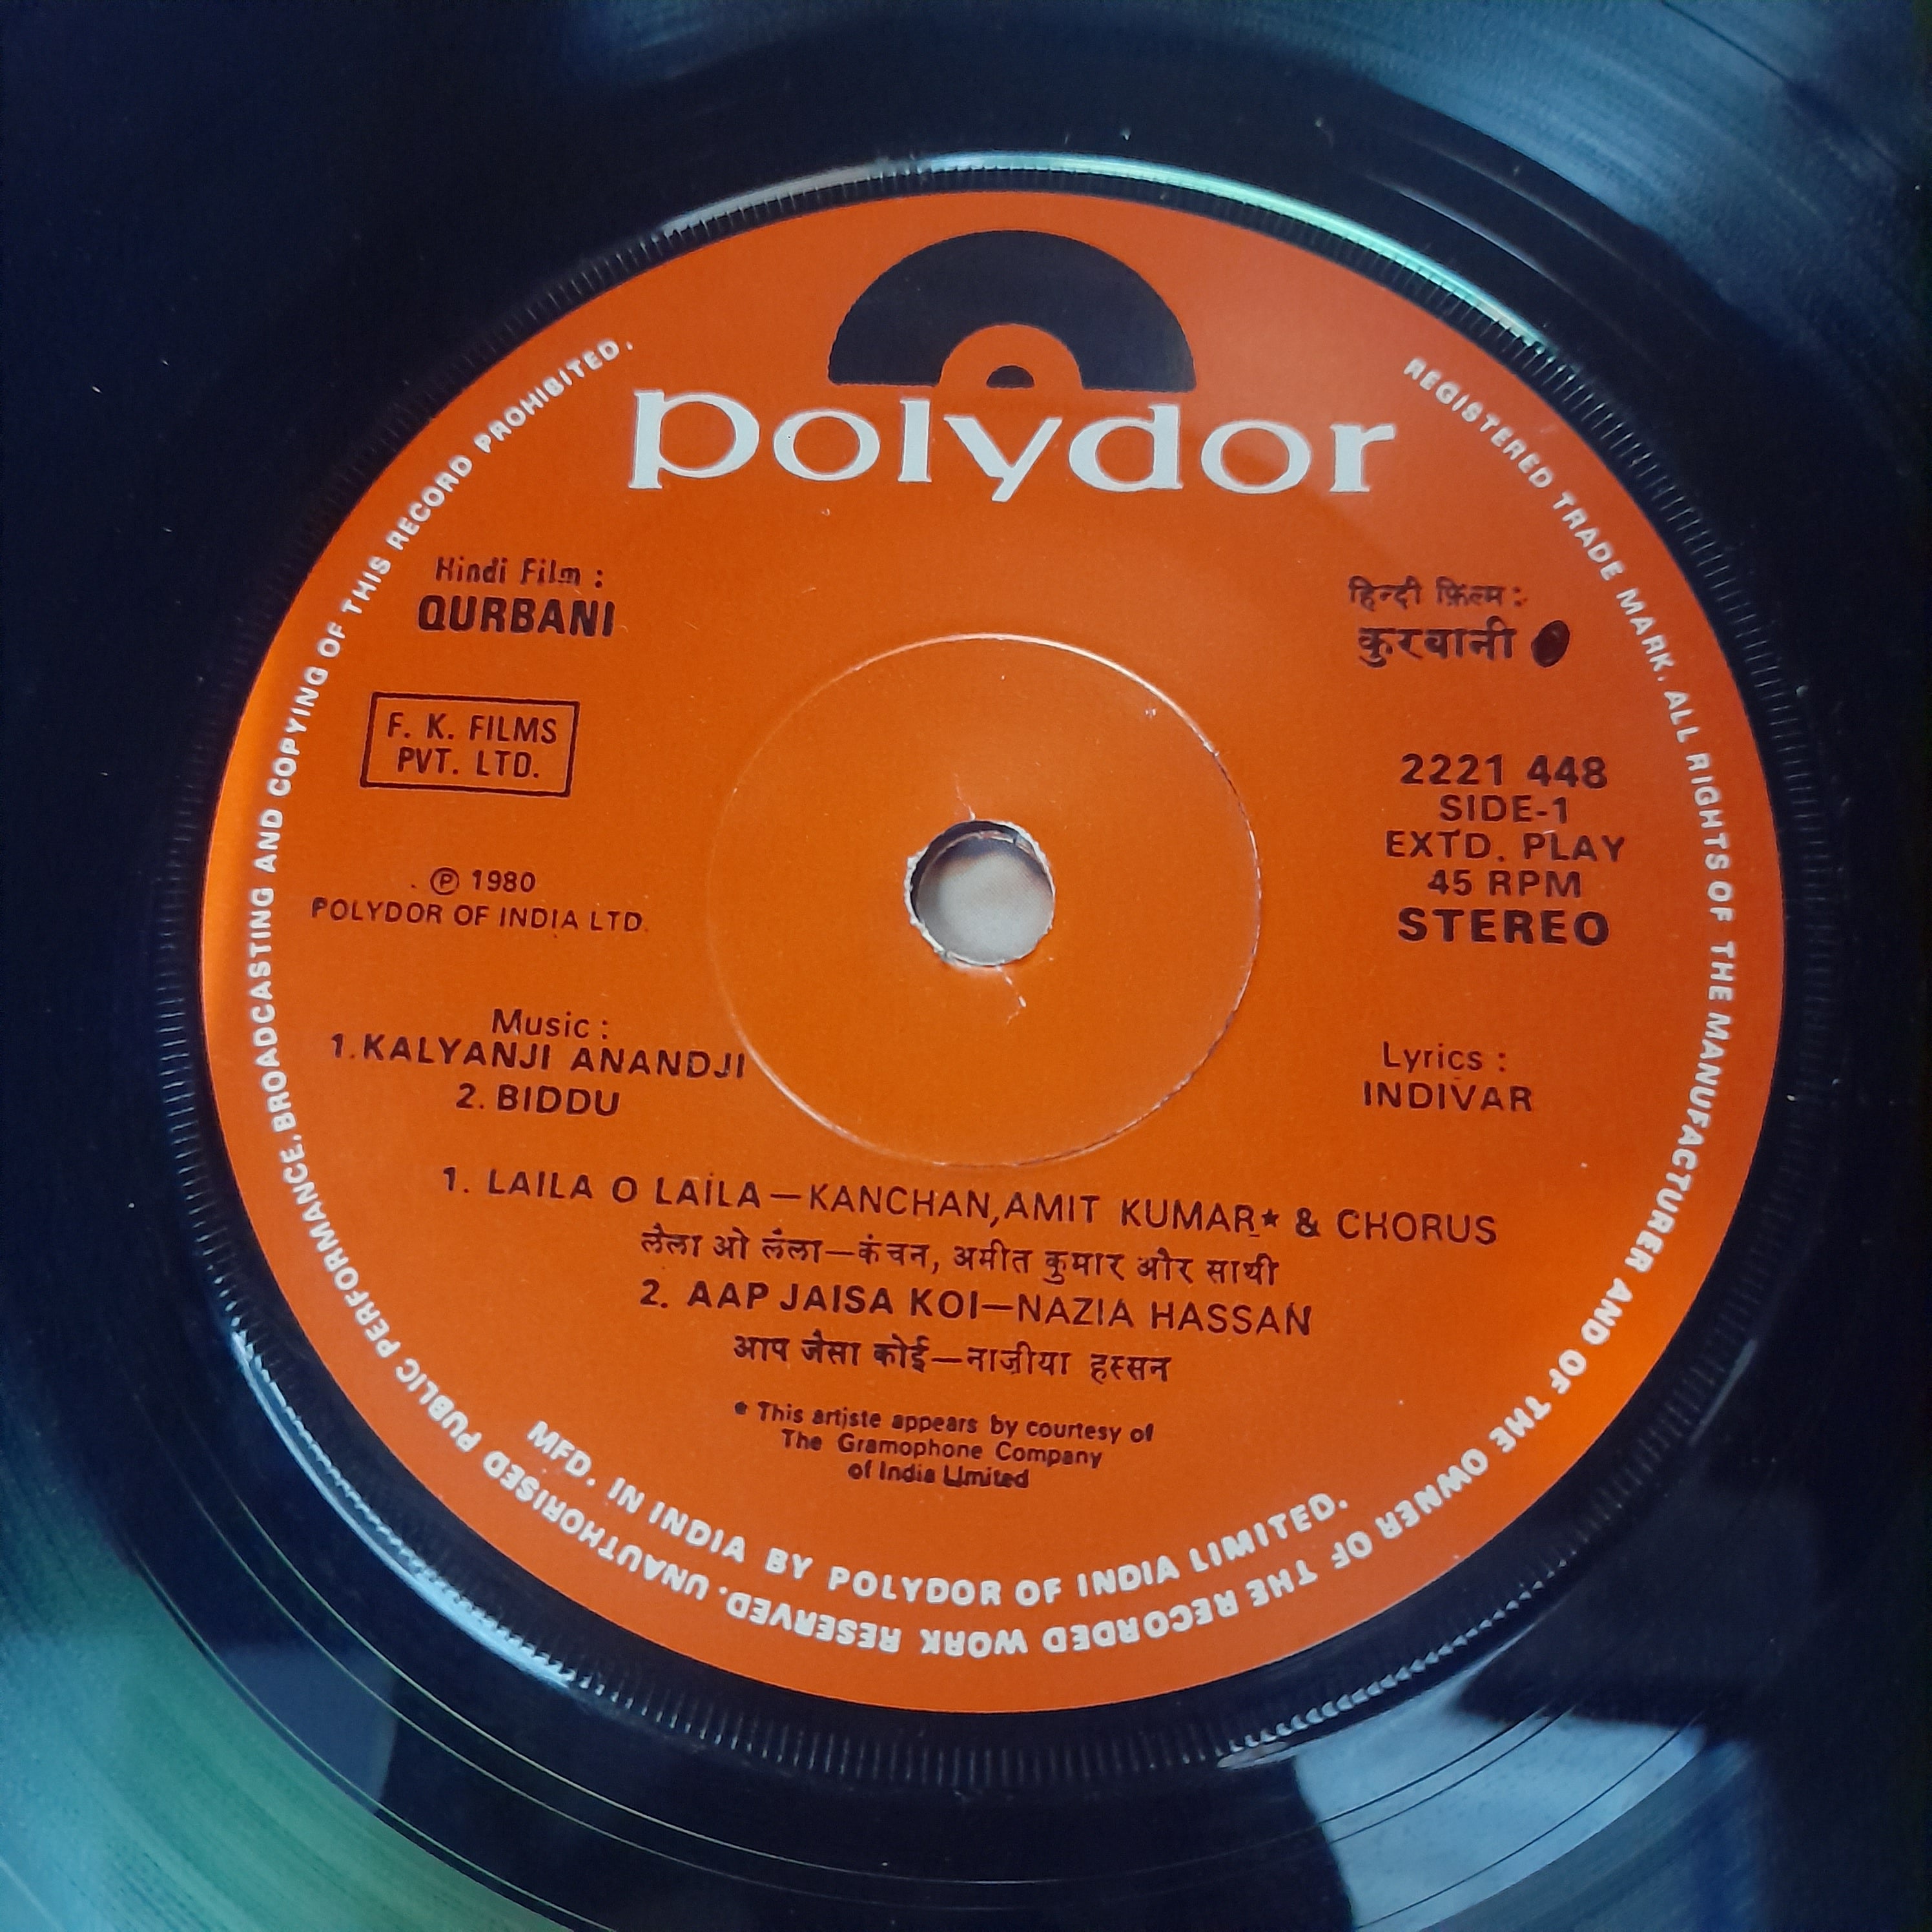 polydor
REGISTERED TRADE MARK. ALL RIGHTS OF THE MANUFACTURER AND OF THE OWNER OF THE RECORDED WORK RESERVED. UNAUTHORISED PUBLIC PERFORMANCE, BROADCASTING AND COPYING OF THIS RECORD PROHIBITED.
Hindi Film :
QURBANI
हिन्दी फ़िल्म :
कुरबानी
F. K. FILMS
PVT. LTD.
2221 448
SIDE-1
EXTD. PLAY
45 RPM
STEREO
℗ 1980
POLYDOR OF INDIA LTD.
Music :
1. KALYANJI ANANDJI
2. BIDDU
Lyrics :
INDIVAR
1. LAILA O LAILA—KANCHAN, AMIT KUMAR★ & CHORUS
लैला ओ लैला—कंचन, अमीत कुमार और साथी
2. AAP JAISA KOI—NAZIA HASSAN
आप जैसा कोई—नाज़ीया हस्सन
* This artiste appears by courtesy of
The Gramophone Company
of India Limited
MFD. IN INDIA BY POLYDOR OF INDIA LIMITED.